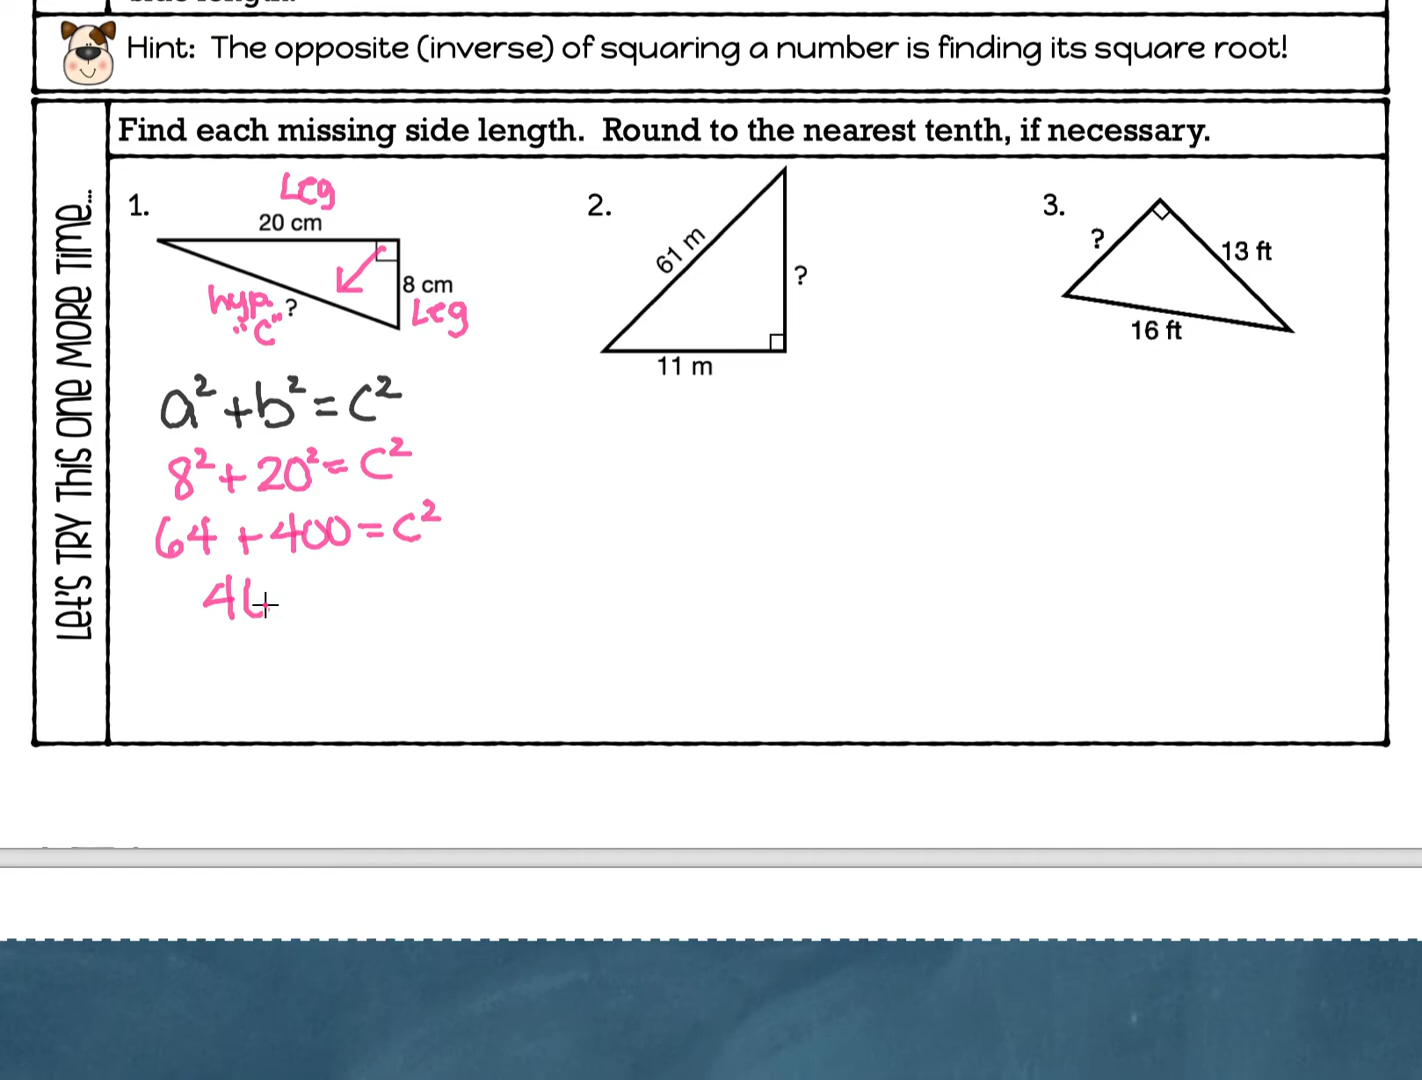 Hint: The opposite (inverse) of squaring a number is finding its square root!
Find each missing side length. Round to the nearest tenth, if necessary.
Let's TRY This One MORE Time...
1.
Leg
20 cm
8 cm
Leg
hyp. ?
"C"
a² + b² = c²
8² + 20² = c²
64 + 400 = c²
2.
61 m
?
11 m
3.
?
13 ft
16 ft